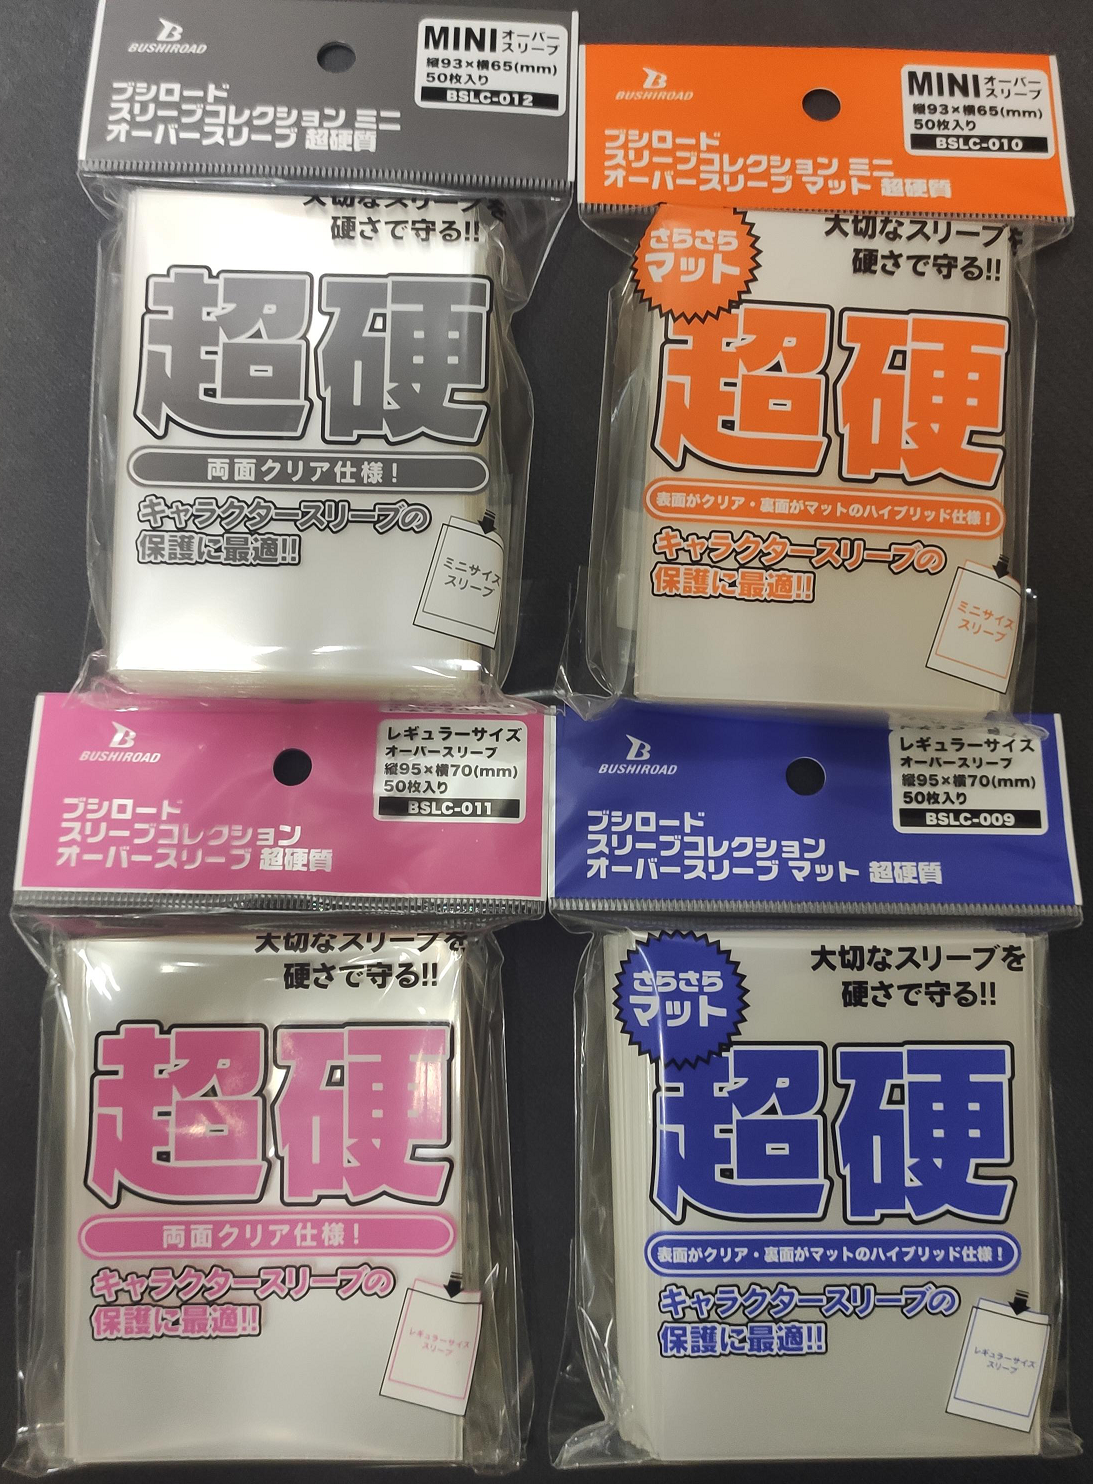 BUSHIROAD
MINI オーバースリーブ
縦93×横65(mm)
50枚入り
BSLC-012
ブシロード
スリーブコレクション ミニ
オーバースリーブ 超硬質
大切なスリーブを
硬さで守る!!
超硬
両面クリア仕様!
キャラクタースリーブの
保護に最適!!
ミニサイズ
スリーブ
BUSHIROAD
MINI オーバースリーブ
縦93×横65(mm)
50枚入り
BSLC-010
ブシロード
スリーブコレクション ミニ
オーバースリーブ マット 超硬質
さらさら
マット
大切なスリーブを
硬さで守る!!
超硬
表面がクリア・裏面がマットのハイブリッド仕様!
キャラクタースリーブの
保護に最適!!
ミニサイズ
スリーブ
BUSHIROAD
レギュラーサイズ
オーバースリーブ
縦95×横70(mm)
50枚入り
BSLC-011
ブシロード
スリーブコレクション
オーバースリーブ 超硬質
大切なスリーブを
硬さで守る!!
超硬
両面クリア仕様!
キャラクタースリーブの
保護に最適!!
レギュラーサイズ
スリーブ
BUSHIROAD
レギュラーサイズ
オーバースリーブ
縦95×横70(mm)
50枚入り
BSLC-009
ブシロード
スリーブコレクション
オーバースリーブ マット 超硬質
さらさら
マット
大切なスリーブを
硬さで守る!!
超硬
表面がクリア・裏面がマットのハイブリッド仕様!
キャラクタースリーブの
保護に最適!!
レギュラーサイズ
スリーブ